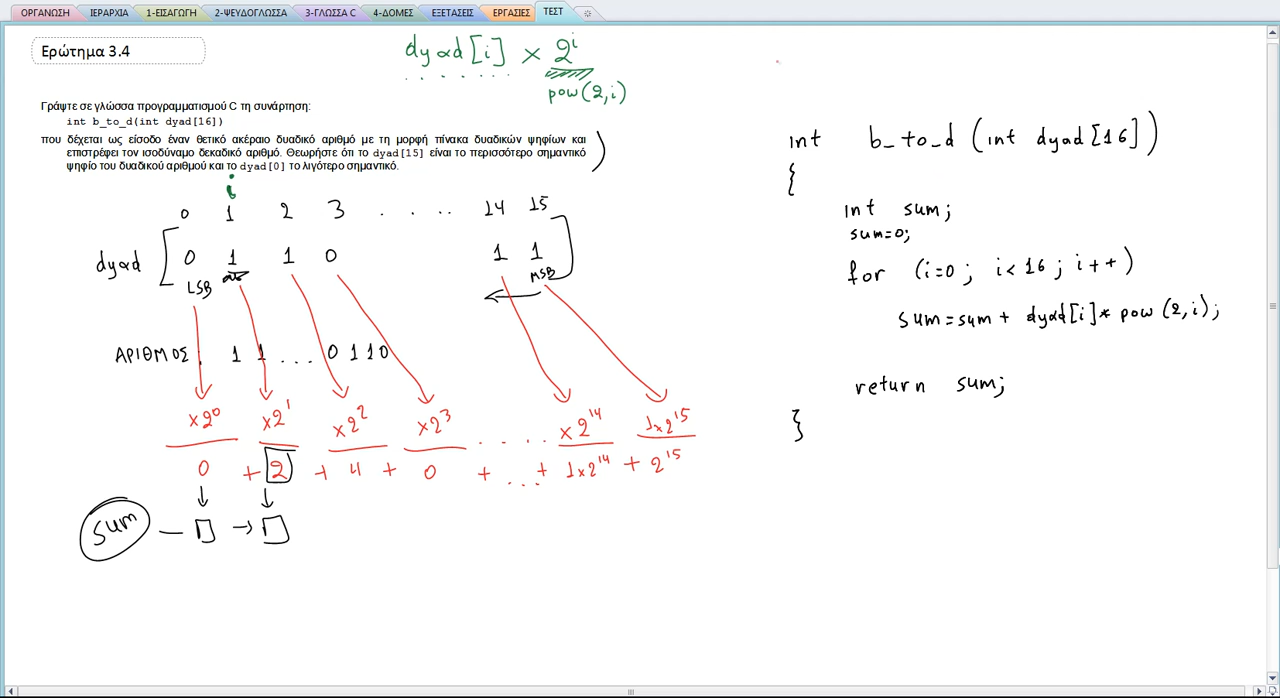 ΟΡΓΑΝΩΣΗ ΙΕΡΑΡΧΙΑ 1-ΕΙΣΑΓΩΓΗ 2-ΨΕΥΔΟΓΛΩΣΣΑ 3-ΓΛΩΣΣΑ C 4-ΔΟΜΕΣ ΕΞΕΤΑΣΕΙΣ ΕΡΓΑΣΙΕΣ ΤΕΣΤ
Ερώτημα 3.4
dyad[i] × 2^i
pow(2,i)
Γράψτε σε γλώσσα προγραμματισμού C τη συνάρτηση:
int b_to_d(int dyad[16])
που δέχεται ως είσοδο έναν θετικό ακέραιο δυαδικό αριθμό με τη μορφή πίνακα δυαδικών ψηφίων και
επιστρέφει τον ισοδύναμο δεκαδικό αριθμό. Θεωρήστε ότι το dyad[15] είναι το περισσότερο σημαντικό
ψηφίο του δυαδικού αριθμού και το dyad[0] το λιγότερο σημαντικό.
i
0 1 2 3 . . . . . 14 15
dyad [ 0 1 1 0 1 1 ]
LSB MSB
ΑΡΙΘΜΟΣ : 1 1 ... 0 1 1 0
×2^0 ×2^1 ×2^2 ×2^3 .... ×2^14 1×2^15
0 + 2 + 4 + 0 + ... + 1×2^14 + 2^15
sum
int b_to_d (int dyad[16])
{
int sum;
sum=0;
for (i=0; i<16; i++)
sum=sum+ dyad[i]* pow(2,i);
return sum;
}